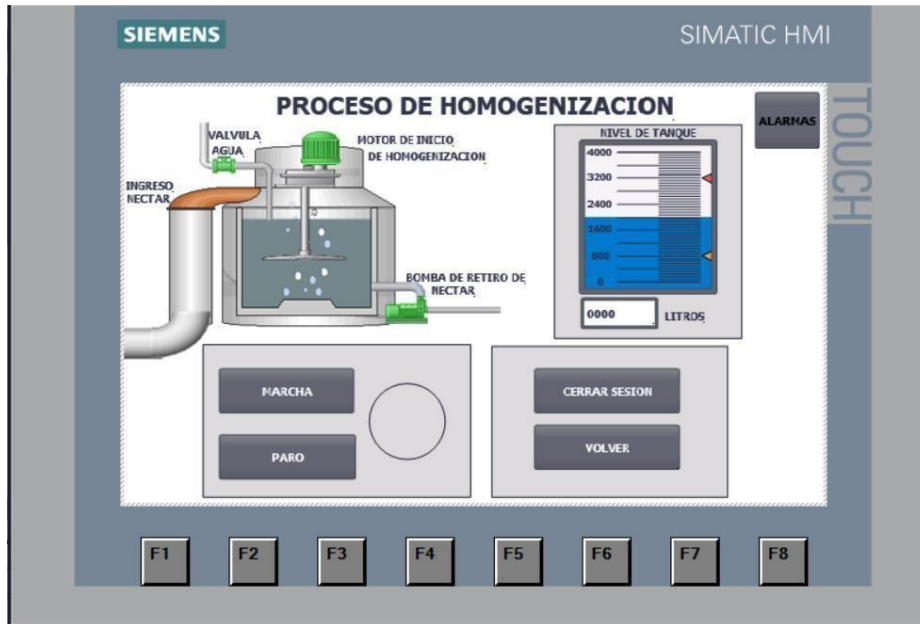 SIEMENS
SIMATIC HMI
TOUCH
PROCESO DE HOMOGENIZACION
ALARMAS
VALVULA
AGUA
MOTOR DE INICIO
DE HOMOGENIZACION
INGRESO
NECTAR
BOMBA DE RETIRO DE
NECTAR
NIVEL DE TANQUE
4000
3200
2400
1600
800
0
0000
LITROS
MARCHA
PARO
CERRAR SESION
VOLVER
F1
F2
F3
F4
F5
F6
F7
F8